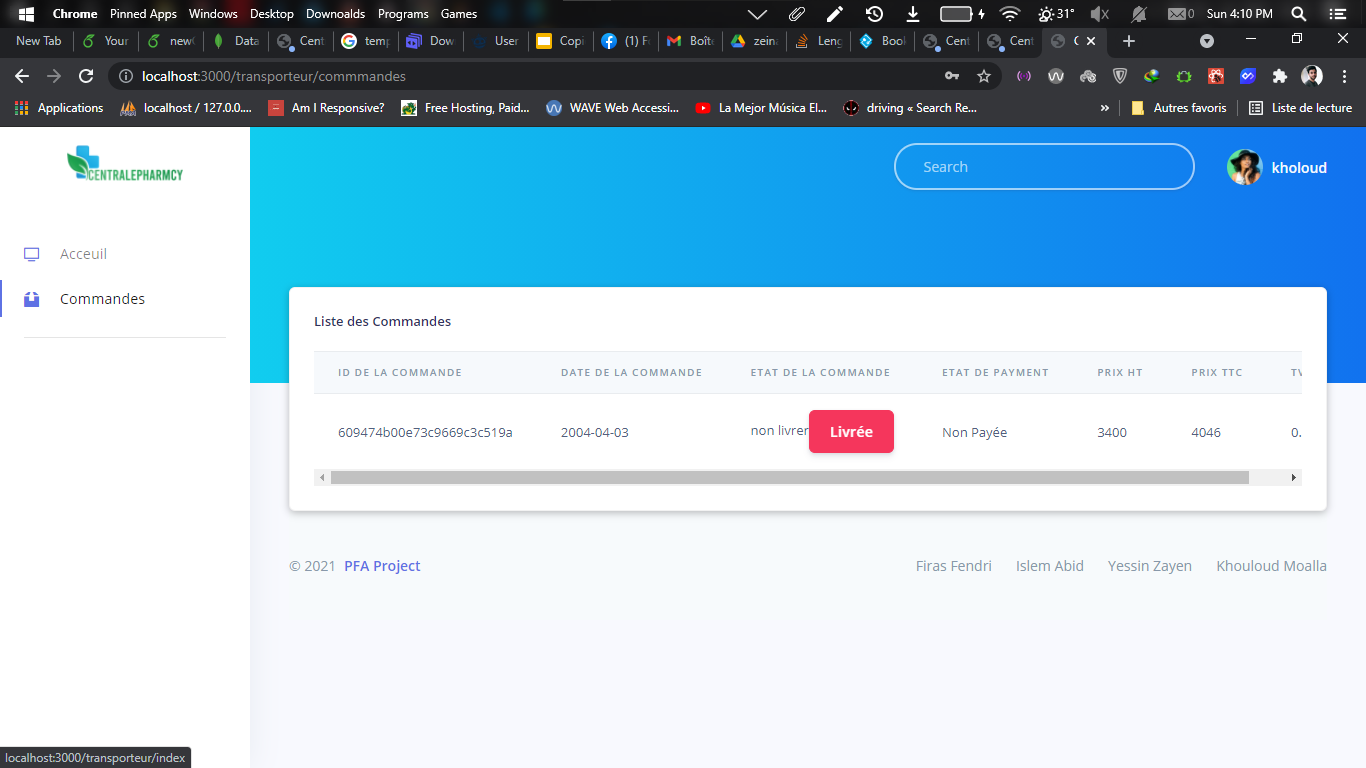 Chrome Pinned Apps Windows Desktop Downoalds Programs Games 31° 0 Sun 4:10 PM
New Tab Your new Data Cent temp Dow User Copi (1) F Boît zein Leng Boo Cent Cent C
localhost:3000/transporteur/commmandes
Applications localhost / 127.0.0.... Am I Responsive? Free Hosting, Paid... WAVE Web Accessi... La Mejor Música El... driving « Search Re... » Autres favoris Liste de lecture
CENTRALEPHARMCY
Search
kholoud
Acceuil
Commandes
Liste des Commandes
ID DE LA COMMANDE DATE DE LA COMMANDE ETAT DE LA COMMANDE ETAT DE PAYMENT PRIX HT PRIX TTC TV
609474b00e73c9669c3c519a 2004-04-03 non livrer Livrée Non Payée 3400 4046 0.
© 2021 PFA Project Firas Fendri Islem Abid Yessin Zayen Khouloud Moalla
localhost:3000/transporteur/index